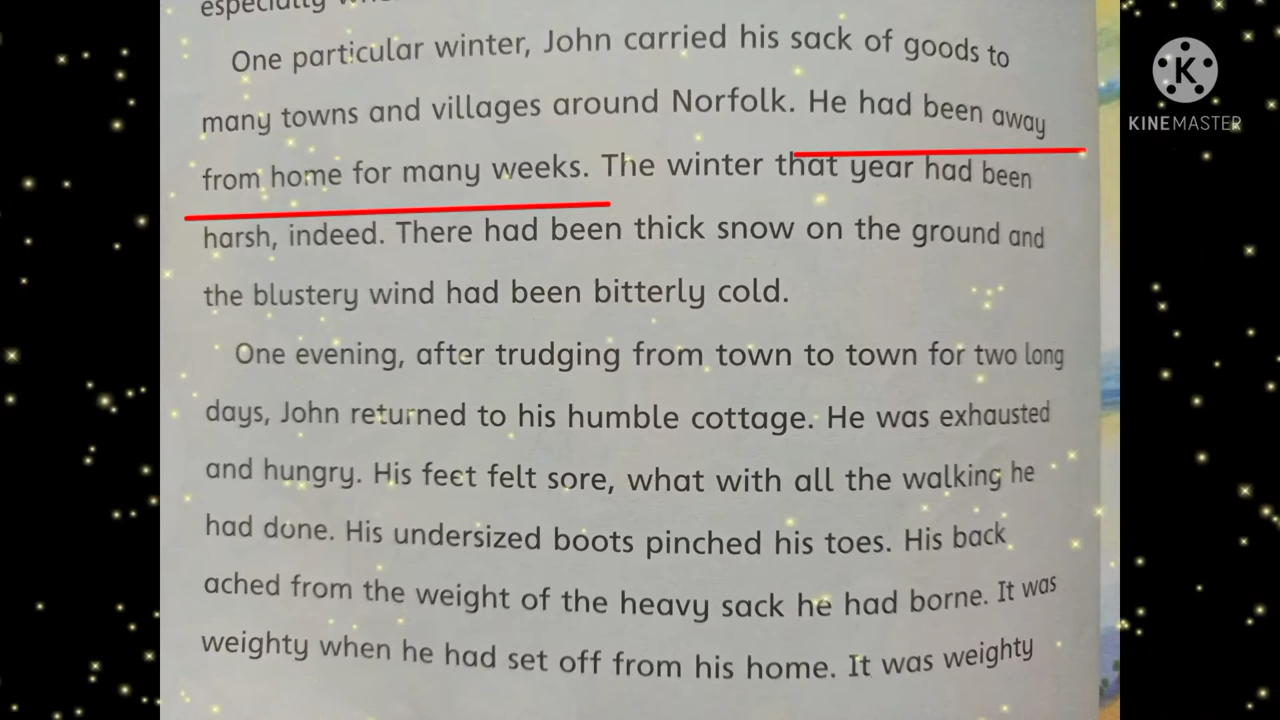 especially
One particular winter, John carried his sack of goods to
many towns and villages around Norfolk. He had been away
from home for many weeks. The winter that year had been
harsh, indeed. There had been thick snow on the ground and
the blustery wind had been bitterly cold.
One evening, after trudging from town to town for two long
days, John returned to his humble cottage. He was exhausted
and hungry. His feet felt sore, what with all the walking he
had done. His undersized boots pinched his toes. His back
ached from the weight of the heavy sack he had borne. It was
weighty when he had set off from his home. It was weighty
K
KINEMASTER